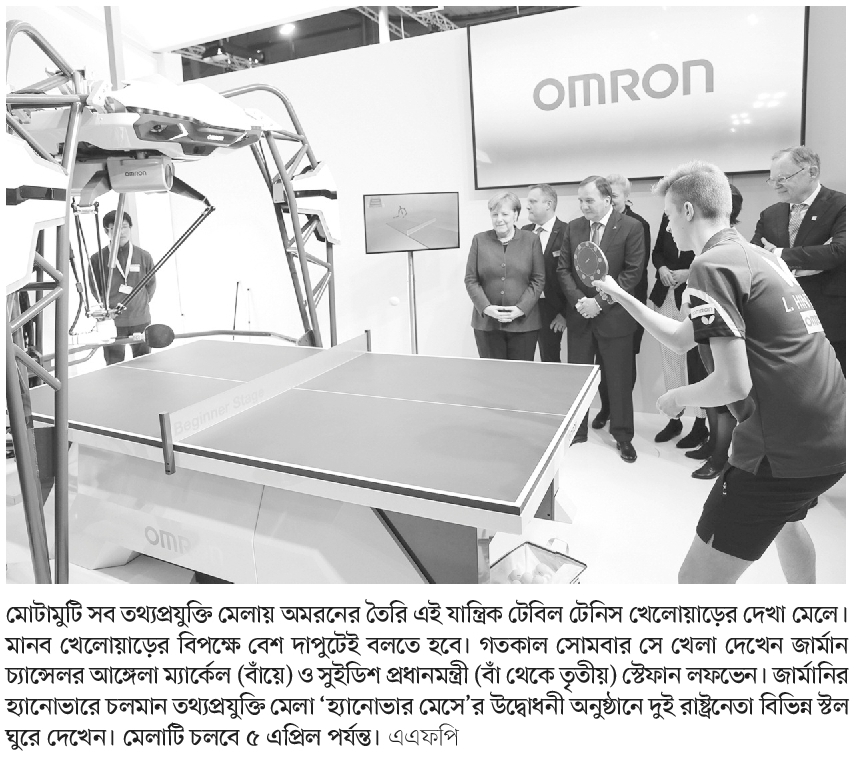 OMRON
OMRON
Beginner Stage
OMR
মোটামুটি সব তথ্যপ্রযুক্তি মেলায় অমরনের তৈরি এই যান্ত্রিক টেবিল টেনিস খেলোয়াড়ের দেখা মেলে।
মানব খেলোয়াড়ের বিপক্ষে বেশ দাপুটেই বলতে হবে। গতকাল সোমবার সে খেলা দেখেন জার্মান
চ্যান্সেলর আঙ্গেলা ম্যার্কেল (বাঁয়ে) ও সুইডিশ প্রধানমন্ত্রী (বাঁ থেকে তৃতীয়) স্টেফান লফভেন। জার্মানির
হ্যানোভারে চলমান তথ্যপ্রযুক্তি মেলা ‘হ্যানোভার মেসে’র উদ্বোধনী অনুষ্ঠানে দুই রাষ্ট্রনেতা বিভিন্ন স্টল
ঘুরে দেখেন। মেলাটি চলবে ৫ এপ্রিল পর্যন্ত। এএফপি